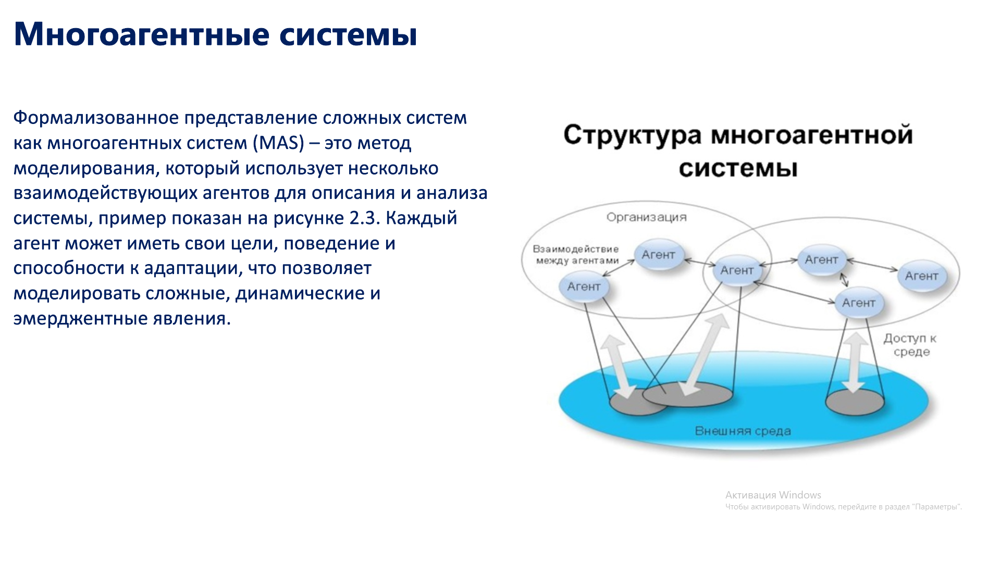 Многоагентные системы
Формализованное представление сложных систем
как многоагентных систем (MAS) – это метод
моделирования, который использует несколько
взаимодействующих агентов для описания и анализа
системы, пример показан на рисунке 2.3. Каждый
агент может иметь свои цели, поведение и
способности к адаптации, что позволяет
моделировать сложные, динамические и
эмерджентные явления.
Структура многоагентной
системы
Организация
Взаимодействие
между агентами
Агент
Агент
Агент
Агент
Агент
Агент
Доступ к
среде
Внешняя среда
Активация Windows
Чтобы активировать Windows, перейдите в раздел "Параметры".